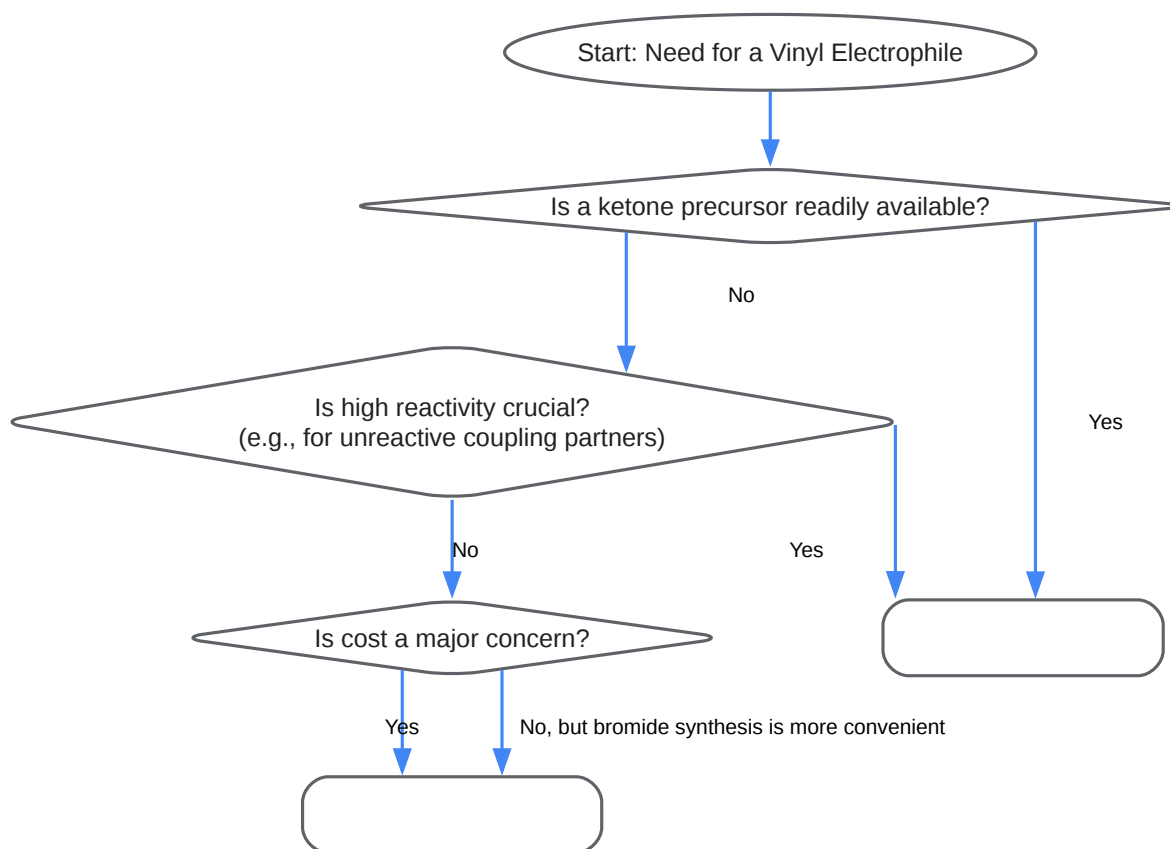 Start: Need for a Vinyl Electrophile
Is a ketone precursor readily available?
No
Is high reactivity crucial?
(e.g., for unreactive coupling partners)
Yes
No
Yes
Is cost a major concern?
Yes
No, but bromide synthesis is more convenient